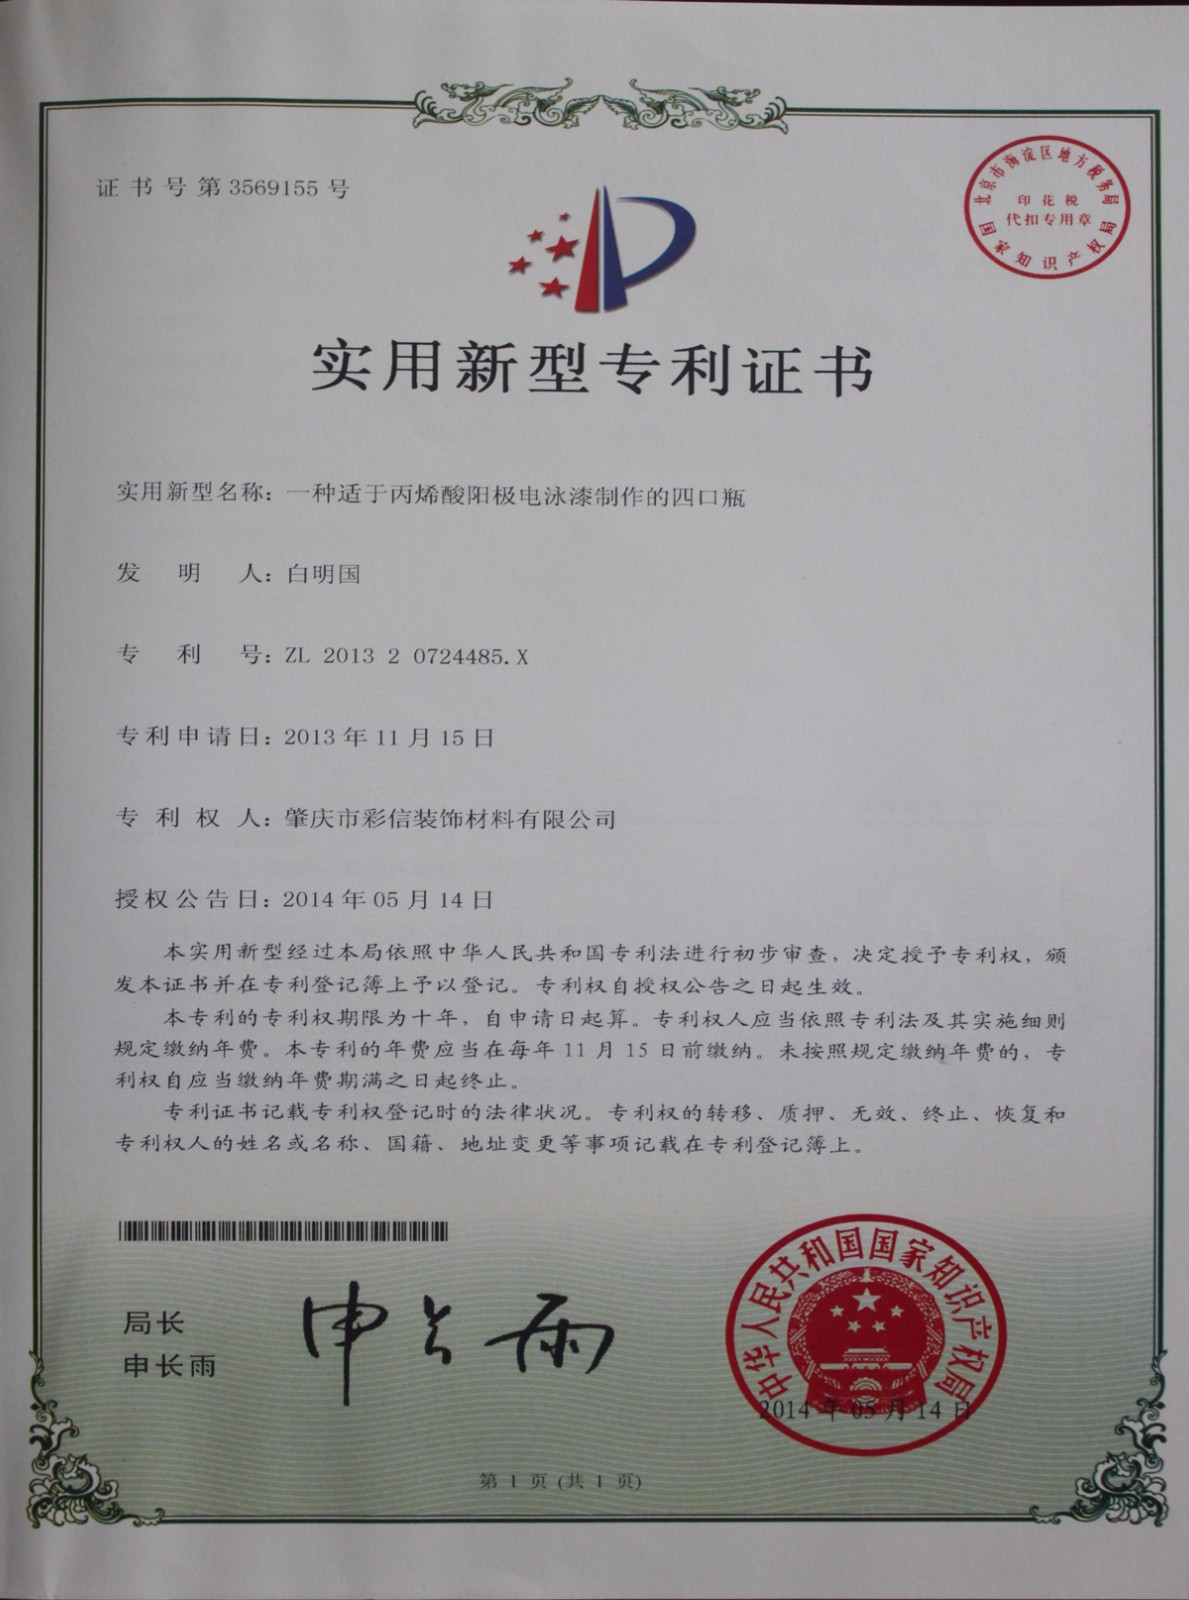 证书号第3569155号
北京市海淀区地方税务局
印花税
代扣专用章
国家知识产权局
实用新型专利证书
实用新型名称：一种适于丙烯酸阳极电泳漆制作的四口瓶
发明人：白明国
专利号：ZL 2013 2 0724485.X
专利申请日：2013年11月15日
专利权人：肇庆市彩信装饰材料有限公司
授权公告日：2014年05月14日
本实用新型经过本局依照中华人民共和国专利法进行初步审查，决定授予专利权，颁
发本证书并在专利登记簿上予以登记。专利权自授权公告之日起生效。
本专利的专利权期限为十年，自申请日起算。专利权人应当依照专利法及其实施细则
规定缴纳年费。本专利的年费应当在每年11月15日前缴纳。未按照规定缴纳年费的，专
利权自应当缴纳年费期满之日起终止。
专利证书记载专利权登记时的法律状况。专利权的转移、质押、无效、终止、恢复和
专利权人的姓名或名称、国籍、地址变更等事项记载在专利登记簿上。
局长
申长雨
申长雨
中华人民共和国国家知识产权局
2014年05月14日
第1页(共1页)